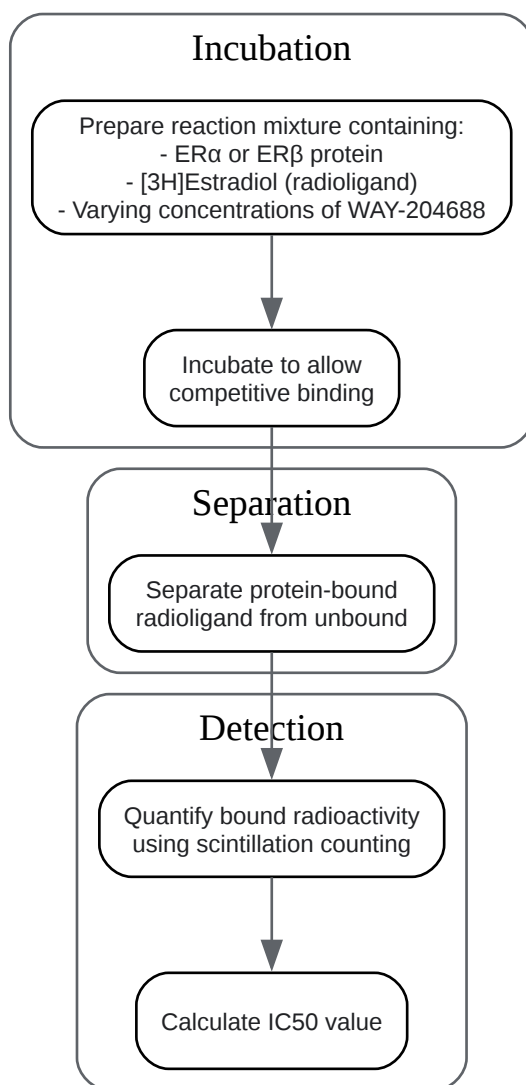 Incubation
Prepare reaction mixture containing:
- ERα or ERβ protein
- [3H]Estradiol (radioligand)
- Varying concentrations of WAY-204688
Incubate to allow
competitive binding
Separation
Separate protein-bound
radioligand from unbound
Detection
Quantify bound radioactivity
using scintillation counting
Calculate IC50 value